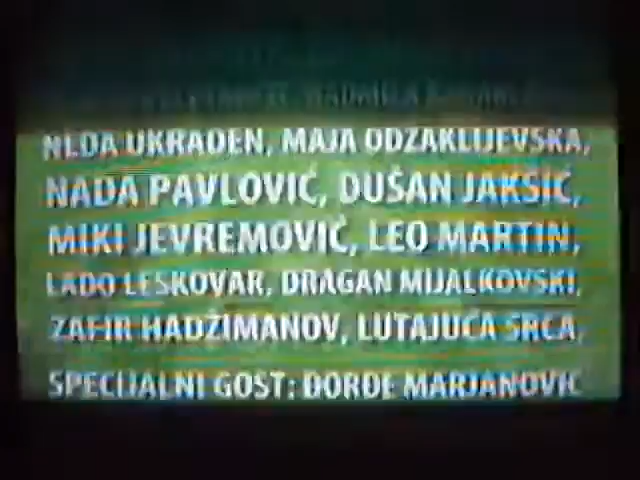 NEDA UKRADEN, MAJA ODZAKLIJEVSKA,
NADA PAVLOVIĆ, DUŠAN JAKŠIĆ,
MIKI JEVREMOVIĆ, LEO MARTIN,
LADO LESKOVAR, DRAGAN MIJALKOVSKI,
ZAFIR HADŽIMANOV, LUTAJUĆA SRCA,
SPECIJALNI GOST: ĐORĐE MARJANOVIĆ